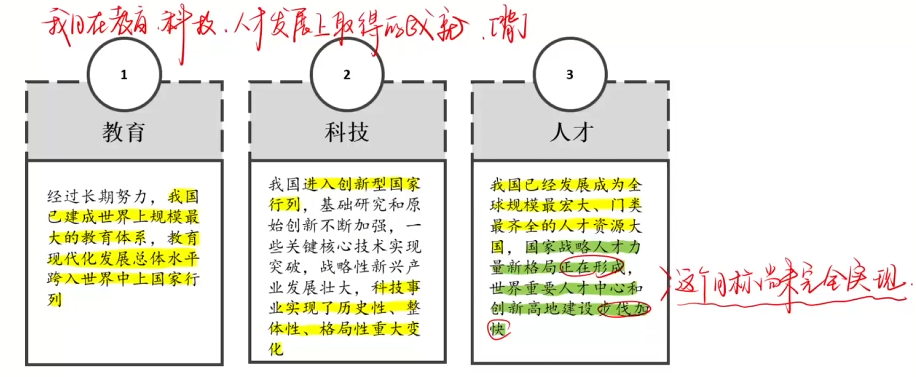 我国在教育、科技、人才发展上取得的成就.【背】
1
教育
经过长期努力，我国
已建成世界上规模最
大的教育体系，教育
现代化发展总体水平
跨入世界中上国家行
列
2
科技
我国进入创新型国家
行列，基础研究和原
始创新不断加强，一
些关键核心技术实现
突破，战略性新兴产
业发展壮大，科技事
业实现了历史性、整
体性、格局性重大变
化
3
人才
我国已经发展成为全
球规模最宏大、门类
最齐全的人才资源大
国，国家战略人才力
量新格局正在形成，
世界重要人才中心和
创新高地建设步伐加
快
这个目标尚未完全实现.